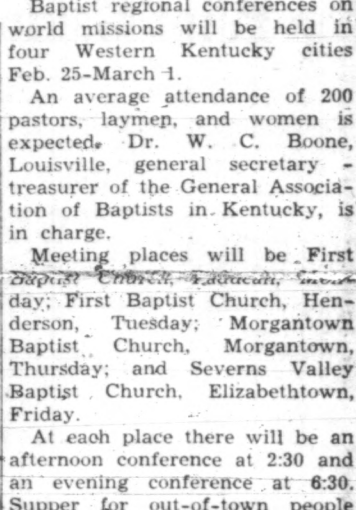 Baptist regional conferences on
world missions will be held in
four Western Kentucky cities
Feb. 25-March 1.
An average attendance of 200
pastors, laymen, and women is
expected. Dr. W. C. Boone,
Louisville, general secretary -
treasurer of the General Associa-
tion of Baptists in Kentucky, is
in charge.
Meeting places will be First
Baptist Church, Paducah,
day; First Baptist Church, Hen-
derson, Tuesday; Morgantown
Baptist Church, Morgantown,
Thursday; and Severns Valley
Baptist Church, Elizabethtown,
Friday.
At each place there will be an
afternoon conference at 2:30 and
an evening conference at 6:30.
Supper for out-of-town people